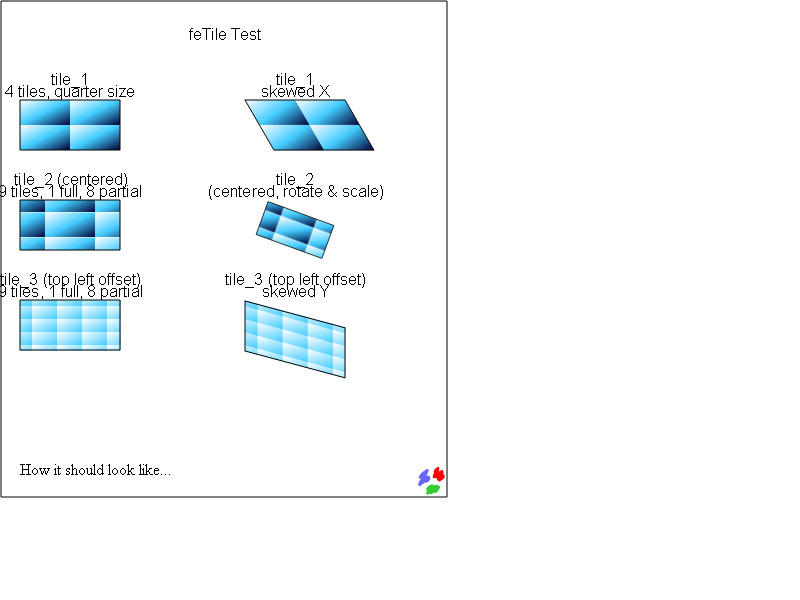 feTile Test
tile_1
4 tiles, quarter size
tile_1
skewed X
tile_2 (centered)
9 tiles, 1 full, 8 partial
tile_2
(centered, rotate & scale)
tile_3 (top left offset)
9 tiles, 1 full, 8 partial
tile_3 (top left offset)
skewed Y
How it should look like...